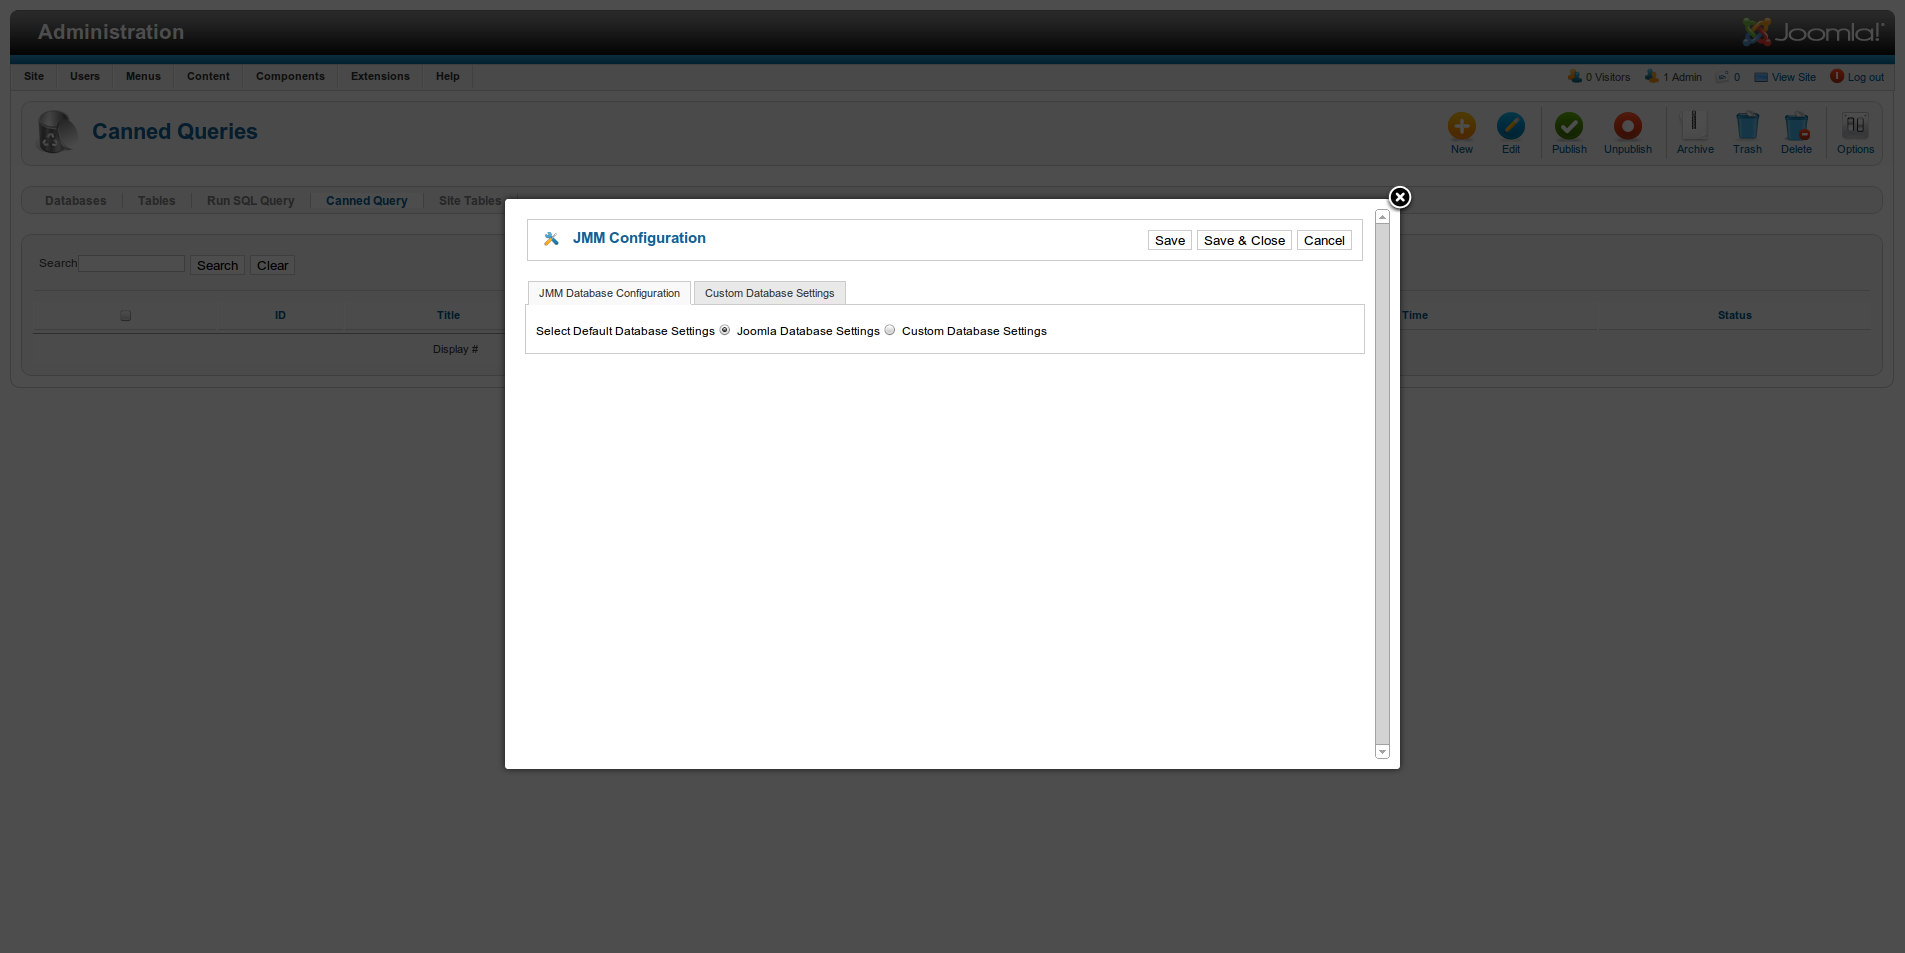 Administration
Joomla!
Site Users Menus Content Components Extensions Help
0 Visitors 1 Admin 0 View Site Log out
Canned Queries
New Edit Publish Unpublish Archive Trash Delete Options
Databases Tables Run SQL Query Canned Query Site Tables
JMM Configuration
Save Save & Close Cancel
Search Search Clear
JMM Database Configuration Custom Database Settings
ID Title Time Status
Select Default Database Settings Joomla Database Settings Custom Database Settings
Display #